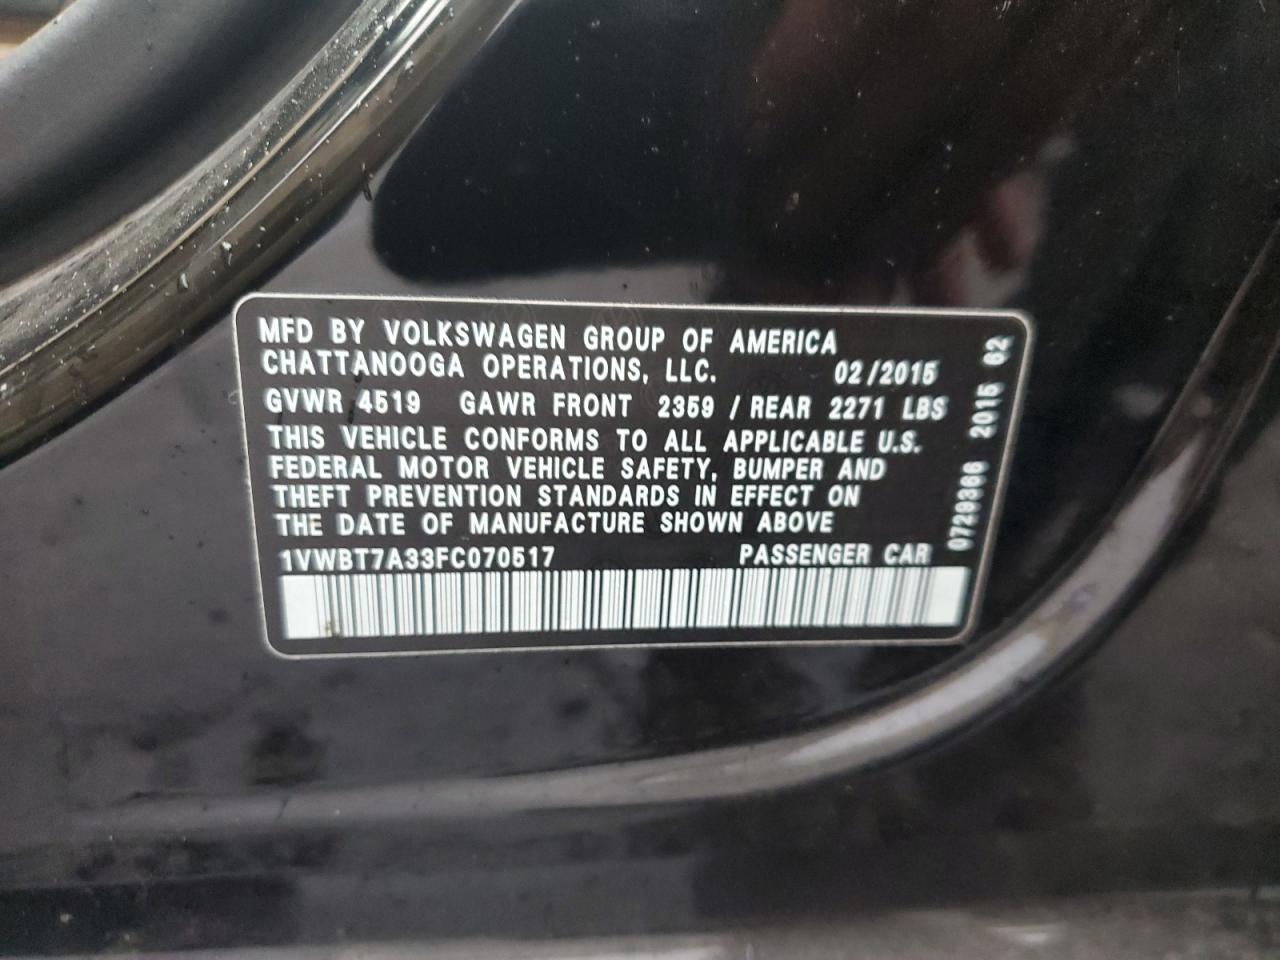 MFD BY VOLKSWAGEN GROUP OF AMERICA
CHATTANOOGA OPERATIONS, LLC. 02/2015
GVWR 4519 GAWR FRONT 2359 / REAR 2271 LBS
THIS VEHICLE CONFORMS TO ALL APPLICABLE U.S.
FEDERAL MOTOR VEHICLE SAFETY, BUMPER AND
THEFT PREVENTION STANDARDS IN EFFECT ON
THE DATE OF MANUFACTURE SHOWN ABOVE
1VWBT7A33FC070517 PASSENGER CAR
0729366 2015 62